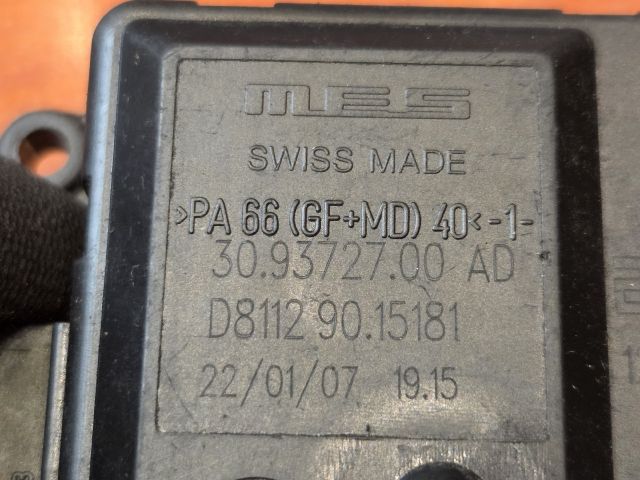 MES
SWISS MADE
>PA 66 (GF+MD) 40< -1-
30.93727.00 AD
D8112 90.15181
22/01/07 19.15